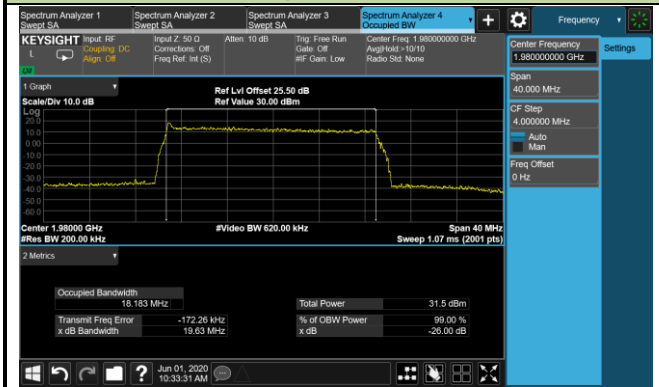 Spectrum Analyzer 1
Swept SA
Spectrum Analyzer 2
Swept SA
Spectrum Analyzer 3
Swept SA
Spectrum Analyzer 4
Occupied BW
+
Frequency
KEYSIGHT
L
LW
Input: RF
Coupling: DC
Align: Off
Input Z: 50 Ω
Corrections: Off
Freq Ref: Int (S)
Atten: 10 dB
Trig: Free Run
Gate: Off
#IF Gain: Low
Center Freq: 1.980000000 GHz
Avg|Hold:>10/10
Radio Std: None
Center Frequency
1.980000000 GHz
Settings
Span
40.000 MHz
CF Step
4.000000 MHz
Auto
Man
Freq Offset
0 Hz
1 Graph
Scale/Div 10.0 dB
Ref Lvl Offset 25.50 dB
Ref Value 30.00 dBm
Log
20.0
10.0
0.00
-10.0
-20.0
-30.0
-40.0
-50.0
-60.0
Center 1.98000 GHz
#Video BW 620.00 kHz
Span 40 MHz
#Res BW 200.00 kHz
Sweep 1.07 ms (2001 pts)
2 Metrics
Occupied Bandwidth
18.183 MHz
Total Power
31.5 dBm
Transmit Freq Error
-172.26 kHz
% of OBW Power
99.00 %
x dB Bandwidth
19.63 MHz
x dB
-26.00 dB
?
Jun 01, 2020
10:33:31 AM